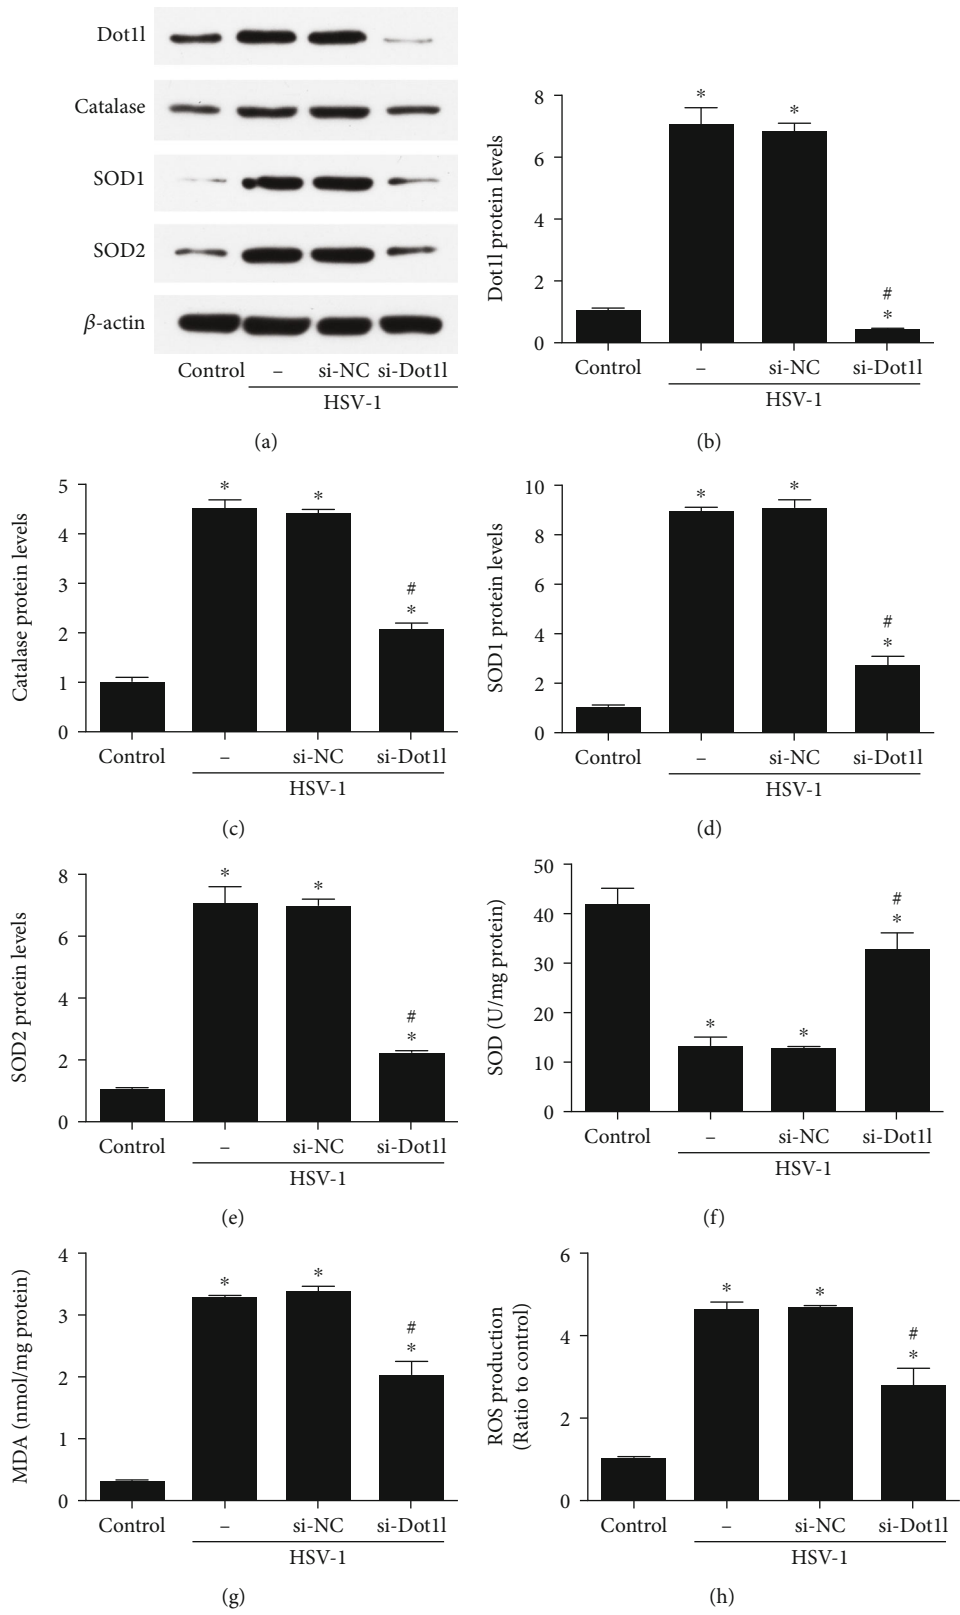 Dot1l
Catalase
SOD1
SOD2
β-actin
Control – si-NC si-Dot1l
HSV-1
(a)
Dot1l protein levels
8
6
4
2
0
* * # *
Control – si-NC si-Dot1l
HSV-1
(b)
Catalase protein levels
5
4
3
2
1
0
* * # *
Control – si-NC si-Dot1l
HSV-1
(c)
SOD1 protein levels
10
8
6
4
2
0
* * # *
Control – si-NC si-Dot1l
HSV-1
(d)
SOD2 protein levels
8
6
4
2
0
* * # *
Control – si-NC si-Dot1l
HSV-1
(e)
SOD (U/mg protein)
50
40
30
20
10
0
* * # *
Control – si-NC si-Dot1l
HSV-1
(f)
MDA (nmol/mg protein)
4
3
2
1
0
* * # *
Control – si-NC si-Dot1l
HSV-1
(g)
ROS production
(Ratio to control)
6
4
2
0
* * # *
Control – si-NC si-Dot1l
HSV-1
(h)